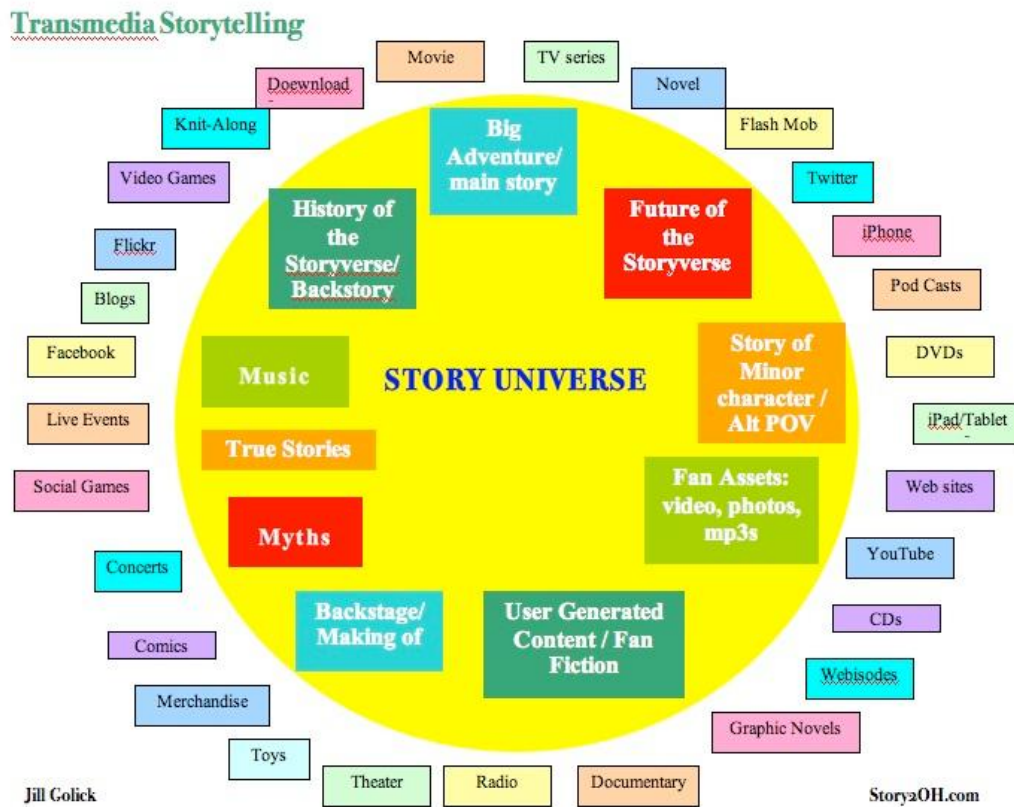 Transmedia Storytelling
Movie
TV series
Doewnload
-
Novel
Knit-Along
Flash Mob
Video Games
Twitter
Flickr
iPhone
Blogs
Pod Casts
Facebook
DVDs
Live Events
iPad/Tablet
-
Social Games
Web sites
Concerts
YouTube
Comics
CDs
Merchandise
Webisodes
Toys
Graphic Novels
Theater
Radio
Documentary
Big
Adventure/
main story
History of
the
Storyverse/
Backstory
Future of
the
Storyverse
Music
STORY UNIVERSE
Story of
Minor
character /
Alt POV
True Stories
Fan Assets:
video, photos,
mp3s
Myths
Backstage/
Making of
User Generated
Content / Fan
Fiction
Jill Golick
Story2OH.com